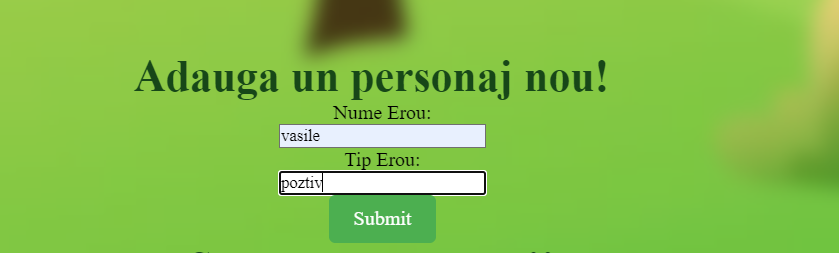 Adauga un personaj nou!
Nume Erou:
vasile
Tip Erou:
poztiv
Submit